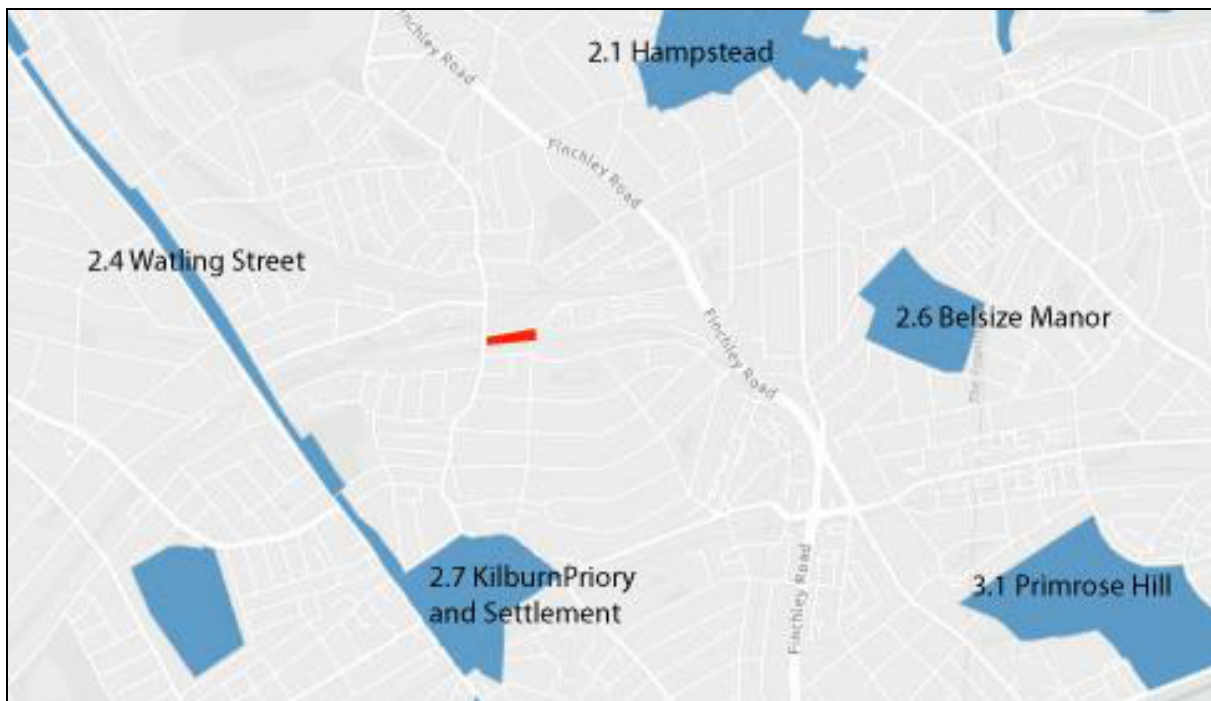 Finchley Road
2.1 Hampstead
Finchley Road
2.4 Watling Street
2.6 Belsize Manor
Finchley Road
2.7 KilburnPriory
and Settlement
3.1 Primrose Hill
Finchley Road